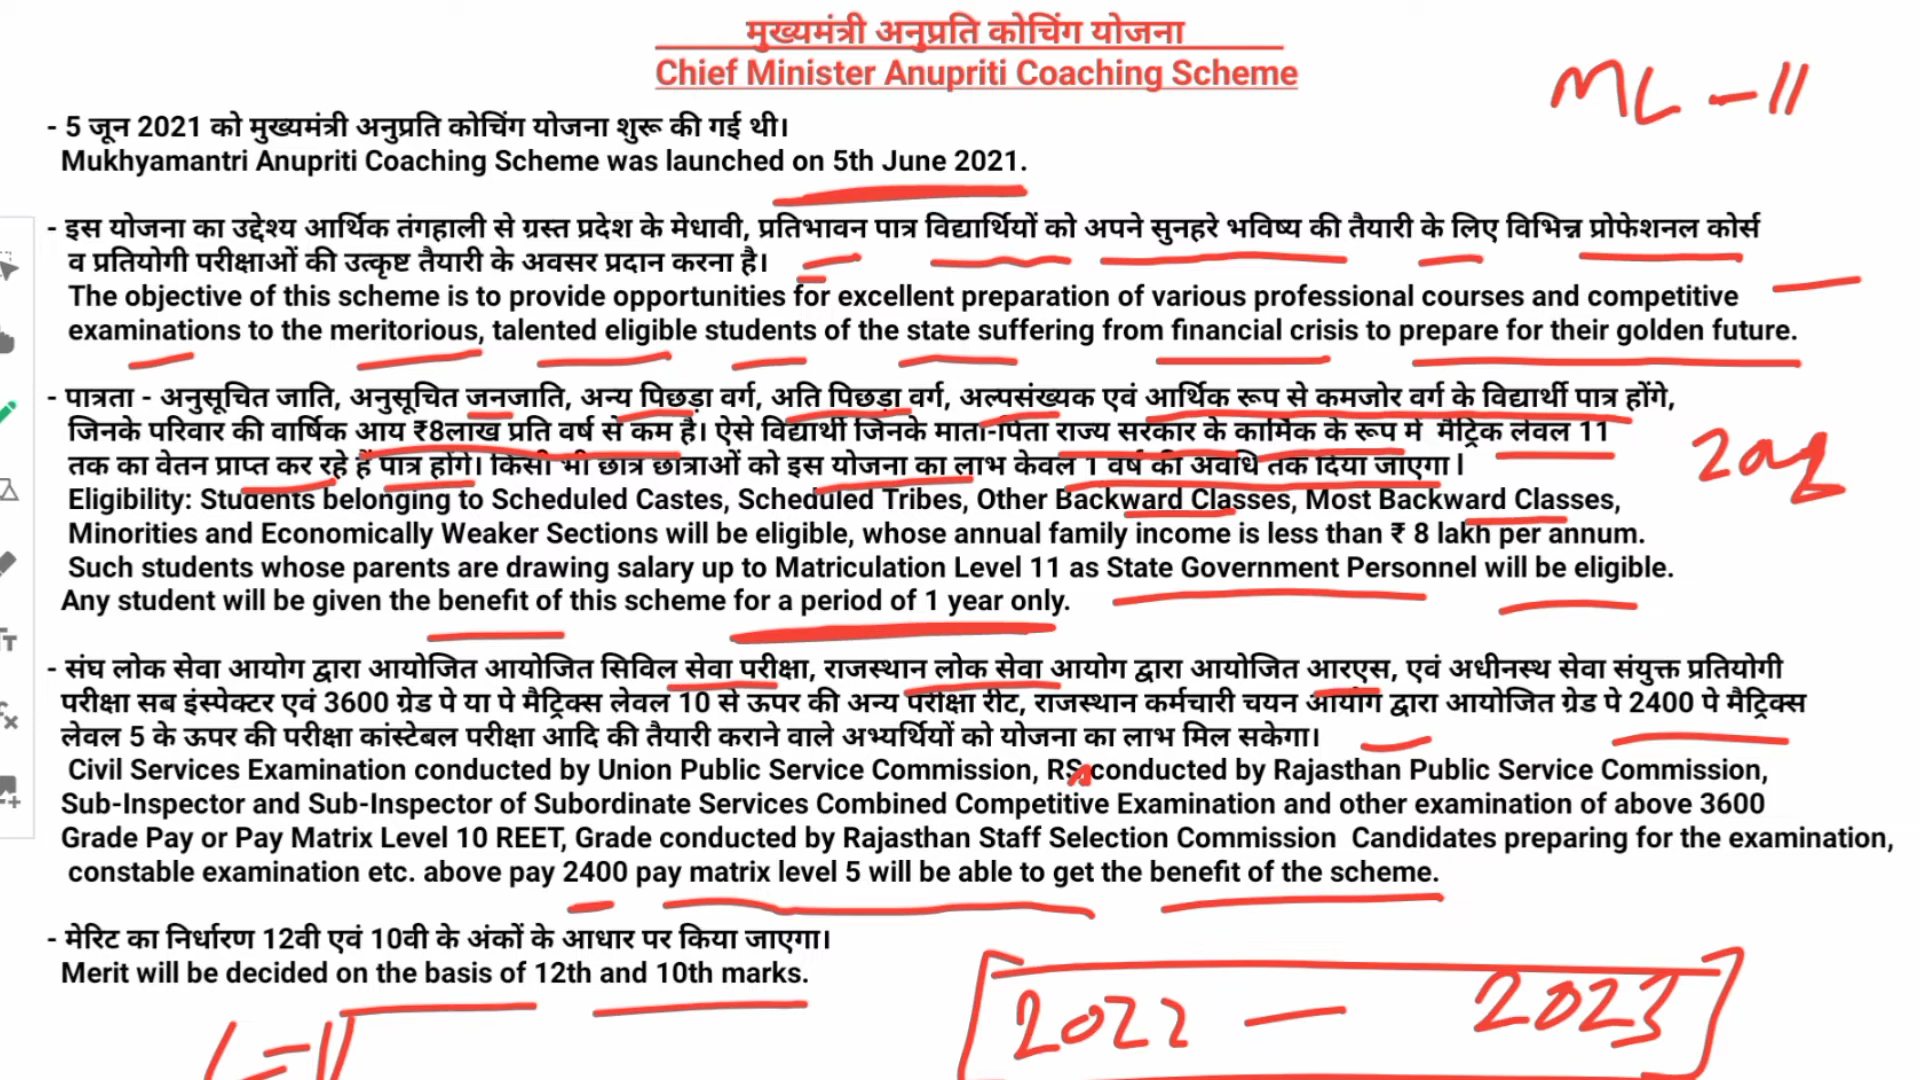 मुख्यमंत्री अनुप्रति कोचिंग योजना
Chief Minister Anupriti Coaching Scheme
ML - 11
- 5 जून 2021 को मुख्यमंत्री अनुप्रति कोचिंग योजना शुरू की गई थी।
Mukhyamantri Anupriti Coaching Scheme was launched on 5th June 2021.
- इस योजना का उद्देश्य आर्थिक तंगहाली से ग्रस्त प्रदेश के मेधावी, प्रतिभावन पात्र विद्यार्थियों को अपने सुनहरे भविष्य की तैयारी के लिए विभिन्न प्रोफेशनल कोर्स
व प्रतियोगी परीक्षाओं की उत्कृष्ट तैयारी के अवसर प्रदान करना है।
The objective of this scheme is to provide opportunities for excellent preparation of various professional courses and competitive
examinations to the meritorious, talented eligible students of the state suffering from financial crisis to prepare for their golden future.
- पात्रता - अनुसूचित जाति, अनुसूचित जनजाति, अन्य पिछड़ा वर्ग, अति पिछड़ा वर्ग, अल्पसंख्यक एवं आर्थिक रूप से कमजोर वर्ग के विद्यार्थी पात्र होंगे,
जिनके परिवार की वार्षिक आय ₹8लाख प्रति वर्ष से कम है। ऐसे विद्यार्थी जिनके माता-पिता राज्य सरकार के कार्मिक के रूप में मैट्रिक लेवल 11
तक का वेतन प्राप्त कर रहे हैं पात्र होंगे। किसी भी छात्र छात्राओं को इस योजना का लाभ केवल 1 वर्ष की अवधि तक दिया जाएगा।
Eligibility: Students belonging to Scheduled Castes, Scheduled Tribes, Other Backward Classes, Most Backward Classes,
Minorities and Economically Weaker Sections will be eligible, whose annual family income is less than ₹ 8 lakh per annum.
Such students whose parents are drawing salary up to Matriculation Level 11 as State Government Personnel will be eligible.
Any student will be given the benefit of this scheme for a period of 1 year only.
- संघ लोक सेवा आयोग द्वारा आयोजित आयोजित सिविल सेवा परीक्षा, राजस्थान लोक सेवा आयोग द्वारा आयोजित आरएस, एवं अधीनस्थ सेवा संयुक्त प्रतियोगी
परीक्षा सब इंस्पेक्टर एवं 3600 ग्रेड पे या पे मैट्रिक्स लेवल 10 से ऊपर की अन्य परीक्षा रीट, राजस्थान कर्मचारी चयन आयोग द्वारा आयोजित ग्रेड पे 2400 पे मैट्रिक्स
लेवल 5 के ऊपर की परीक्षा कांस्टेबल परीक्षा आदि की तैयारी कराने वाले अभ्यर्थियों को योजना का लाभ मिल सकेगा।
Civil Services Examination conducted by Union Public Service Commission, RS conducted by Rajasthan Public Service Commission,
Sub-Inspector and Sub-Inspector of Subordinate Services Combined Competitive Examination and other examination of above 3600
Grade Pay or Pay Matrix Level 10 REET, Grade conducted by Rajasthan Staff Selection Commission Candidates preparing for the examination,
constable examination etc. above pay 2400 pay matrix level 5 will be able to get the benefit of the scheme.
- मेरिट का निर्धारण 12वी एवं 10वी के अंकों के आधार पर किया जाएगा।
Merit will be decided on the basis of 12th and 10th marks.
[2022 - 2023]